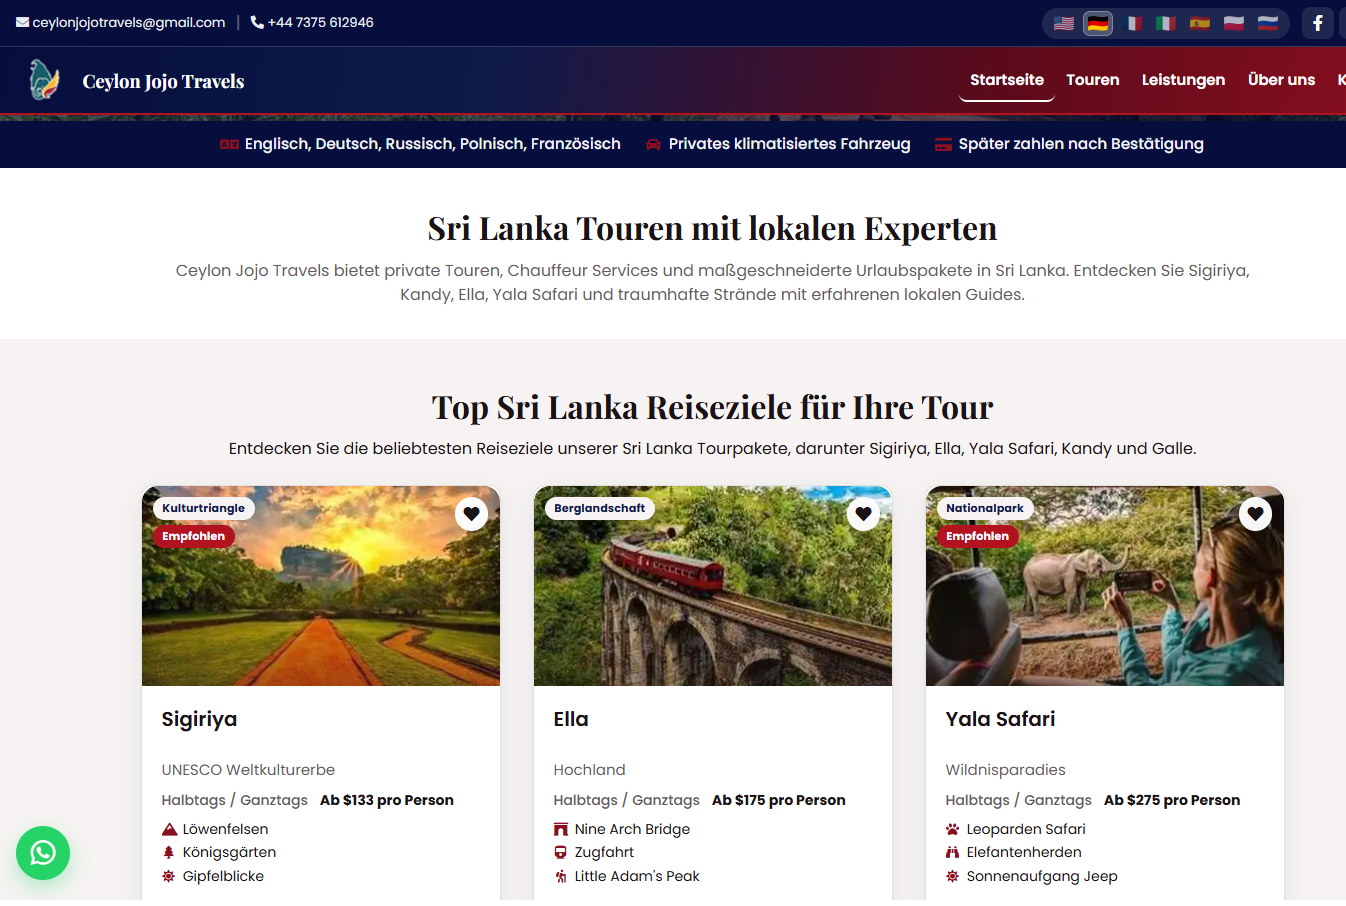 ceylonjojotravels@gmail.com | +44 7375 612946
Ceylon Jojo Travels
Startseite Touren Leistungen Über uns K
Englisch, Deutsch, Russisch, Polnisch, Französisch Privates klimatisiertes Fahrzeug Später zahlen nach Bestätigung
Sri Lanka Touren mit lokalen Experten
Ceylon Jojo Travels bietet private Touren, Chauffeur Services und maßgeschneiderte Urlaubspakete in Sri Lanka. Entdecken Sie Sigiriya,
Kandy, Ella, Yala Safari und traumhafte Strände mit erfahrenen lokalen Guides.
Top Sri Lanka Reiseziele für Ihre Tour
Entdecken Sie die beliebtesten Reiseziele unserer Sri Lanka Tourpakete, darunter Sigiriya, Ella, Yala Safari, Kandy und Galle.
Kulturtriangle
Empfohlen
Sigiriya
UNESCO Weltkulturerbe
Halbtags / Ganztags Ab $133 pro Person
Löwenfelsen
Königsgärten
Gipfelblicke
Berglandschaft
Ella
Hochland
Halbtags / Ganztags Ab $175 pro Person
Nine Arch Bridge
Zugfahrt
Little Adam's Peak
Nationalpark
Empfohlen
Yala Safari
Wildnisparadies
Halbtags / Ganztags Ab $275 pro Person
Leoparden Safari
Elefantenherden
Sonnenaufgang Jeep